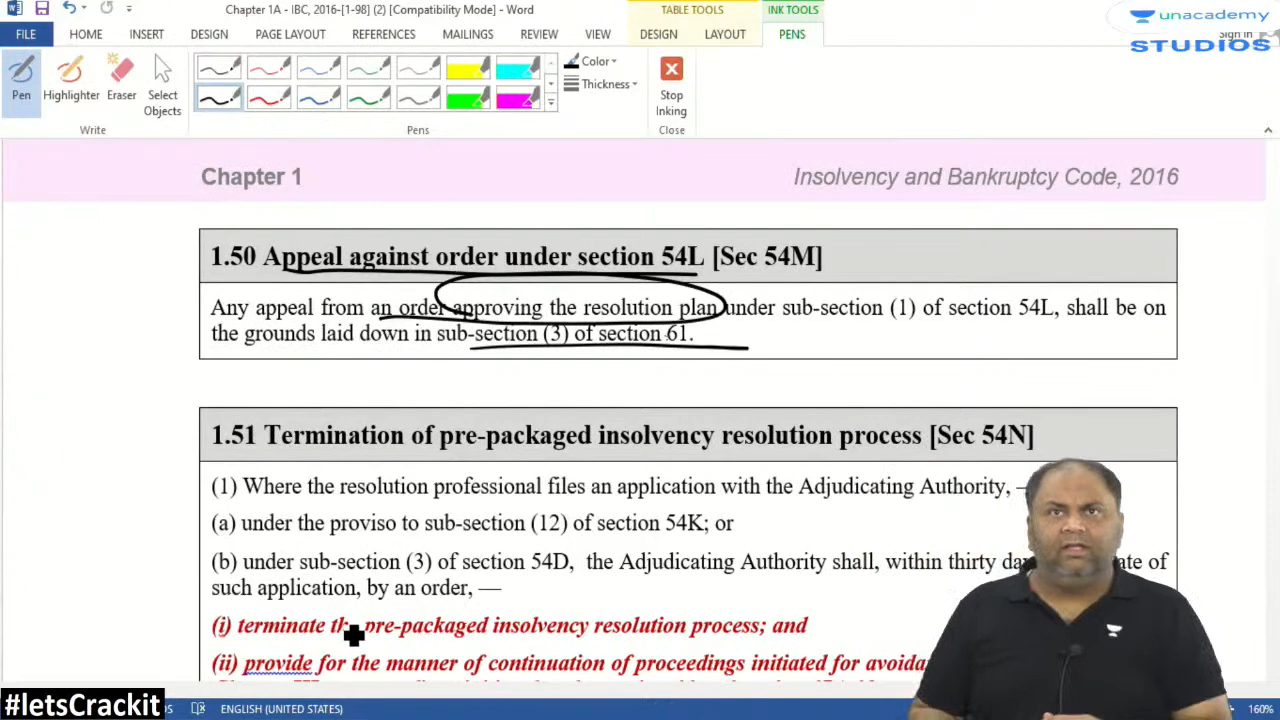 Chapter 1A - IBC, 2016-[1-98) (2) [Compatibility Mode] - Word
TABLE TOOLS
INK TOOLS
unacademy
STUDIOS
FILE HOME INSERT DESIGN PAGE LAYOUT REFERENCES MAILINGS REVIEW VIEW DESIGN LAYOUT PENS
Sign in
Pen Highlighter Eraser Select Objects
Color
Thickness
Stop Inking
Write Pens Close
Chapter 1 Insolvency and Bankruptcy Code, 2016
1.50 Appeal against order under section 54L [Sec 54M]
Any appeal from an order approving the resolution plan under sub-section (1) of section 54L, shall be on
the grounds laid down in sub-section (3) of section 61.
1.51 Termination of pre-packaged insolvency resolution process [Sec 54N]
(1) Where the resolution professional files an application with the Adjudicating Authority, –
(a) under the proviso to sub-section (12) of section 54K; or
(b) under sub-section (3) of section 54D, the Adjudicating Authority shall, within thirty of
such application, by an order, —
(i) terminate pre-packaged insolvency resolution process; and
(ii) provide for the manner of continuation of proceedings initiated for
#letsCrackit
ENGLISH (UNITED STATES)
160%